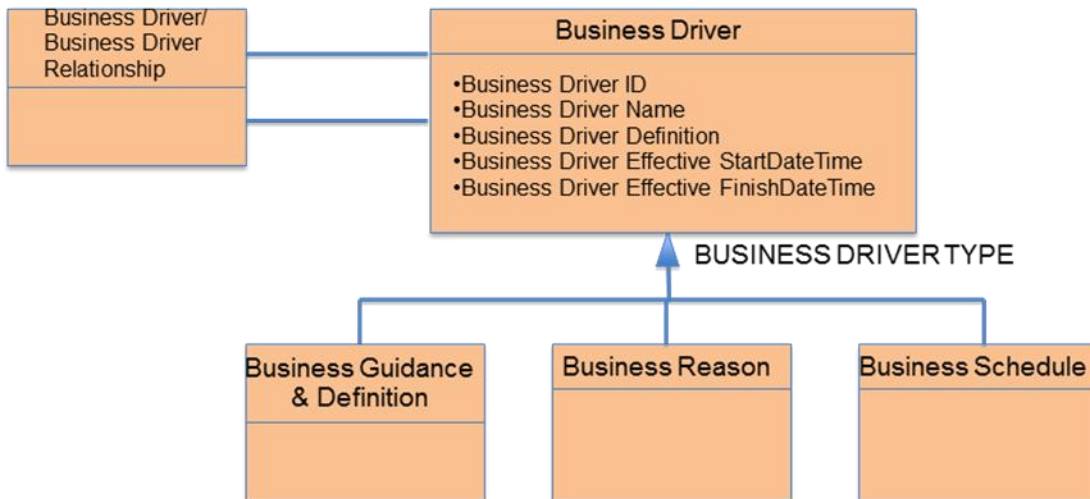 Business Driver/
Business Driver
Relationship
Business Driver
•Business Driver ID
•Business Driver Name
•Business Driver Definition
•Business Driver Effective StartDateTime
•Business Driver Effective FinishDateTime
BUSINESS DRIVER TYPE
Business Guidance
& Definition
Business Reason
Business Schedule